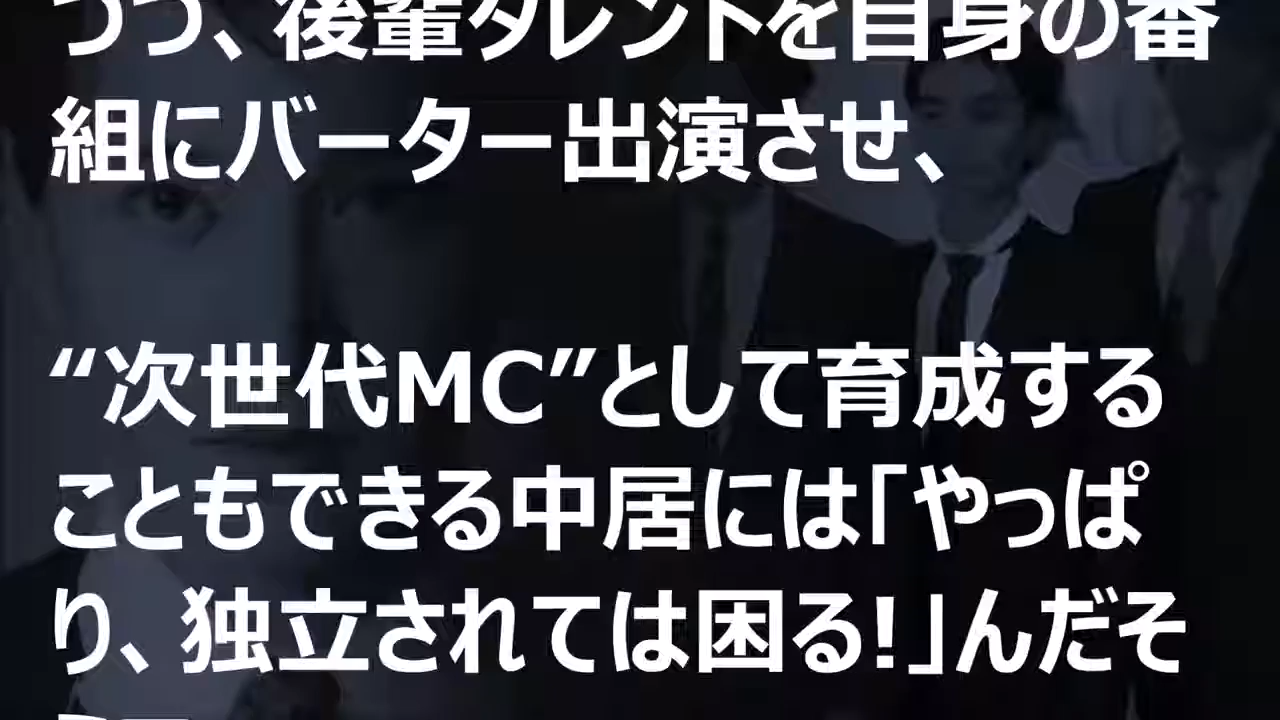 つつ、後輩タレントを自身の番
組にバーター出演させ、
“次世代MC”として育成する
こともできる中居には「やっぱ
り、独立されては困る!」んだそ